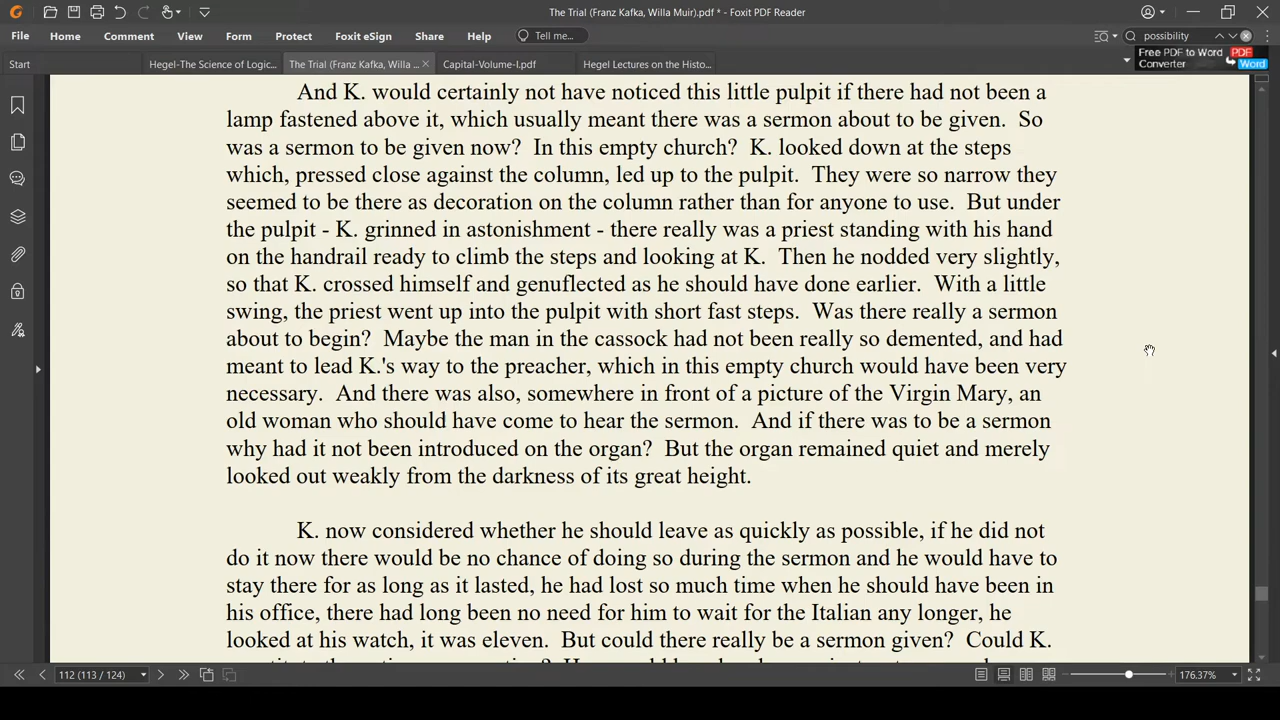 The Trial (Franz Kafka, Willa Muir).pdf * - Foxit PDF Reader
File Home Comment View Form Protect Foxit eSign Share Help Tell me... possibility
Free PDF to Word PDF
Converter Word
Start Hegel-The Science of Logic... The Trial (Franz Kafka, Willa ... Capital-Volume-I.pdf Hegel Lectures on the Histo...
And K. would certainly not have noticed this little pulpit if there had not been a
lamp fastened above it, which usually meant there was a sermon about to be given. So
was a sermon to be given now? In this empty church? K. looked down at the steps
which, pressed close against the column, led up to the pulpit. They were so narrow they
seemed to be there as decoration on the column rather than for anyone to use. But under
the pulpit - K. grinned in astonishment - there really was a priest standing with his hand
on the handrail ready to climb the steps and looking at K. Then he nodded very slightly,
so that K. crossed himself and genuflected as he should have done earlier. With a little
swing, the priest went up into the pulpit with short fast steps. Was there really a sermon
about to begin? Maybe the man in the cassock had not been really so demented, and had
meant to lead K.'s way to the preacher, which in this empty church would have been very
necessary. And there was also, somewhere in front of a picture of the Virgin Mary, an
old woman who should have come to hear the sermon. And if there was to be a sermon
why had it not been introduced on the organ? But the organ remained quiet and merely
looked out weakly from the darkness of its great height.
K. now considered whether he should leave as quickly as possible, if he did not
do it now there would be no chance of doing so during the sermon and he would have to
stay there for as long as it lasted, he had lost so much time when he should have been in
his office, there had long been no need for him to wait for the Italian any longer, he
looked at his watch, it was eleven. But could there really be a sermon given? Could K.
112 (113 / 124) 176.37%